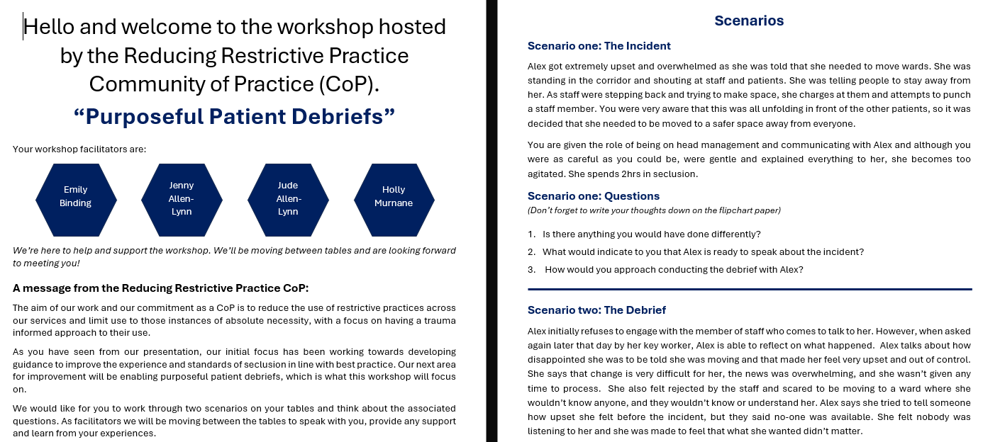 Hello and welcome to the workshop hosted
by the Reducing Restrictive Practice
Community of Practice (CoP).
“Purposeful Patient Debriefs”
Your workshop facilitators are:
Emily
Binding
Jenny
Allen-
Lynn
Jude
Allen-
Lynn
Holly
Murnane
We’re here to help and support the workshop. We’ll be moving between tables and are looking forward
to meeting you!
A message from the Reducing Restrictive Practice CoP:
The aim of our work and our commitment as a CoP is to reduce the use of restrictive practices across
our services and limit use to those instances of absolute necessity, with a focus on having a trauma
informed approach to their use.
As you have seen from our presentation, our initial focus has been working towards developing
guidance to improve the experience and standards of seclusion in line with best practice. Our next area
for improvement will be enabling purposeful patient debriefs, which is what this workshop will focus
on.
We would like for you to work through two scenarios on your tables and think about the associated
questions. As facilitators we will be moving between the tables to speak with you, provide any support
and learn from your experiences.
Scenarios
Scenario one: The Incident
Alex got extremely upset and overwhelmed as she was told that she needed to move wards. She was
standing in the corridor and shouting at staff and patients. She was telling people to stay away from
her. As staff were stepping back and trying to make space, she charges at them and attempts to punch
a staff member. You were very aware that this was all unfolding in front of the other patients, so it was
decided that she needed to be moved to a safer space away from everyone.
You are given the role of being on head management and communicating with Alex and although you
were as careful as you could be, were gentle and explained everything to her, she becomes too
agitated. She spends 2hrs in seclusion.
Scenario one: Questions
(Don’t forget to write your thoughts down on the flipchart paper)
1. Is there anything you would have done differently?
2. What would indicate to you that Alex is ready to speak about the incident?
3. How would you approach conducting the debrief with Alex?
Scenario two: The Debrief
Alex initially refuses to engage with the member of staff who comes to talk to her. However, when asked
again later that day by her key worker, Alex is able to reflect on what happened. Alex talks about how
disappointed she was to be told she was moving and that made her feel very upset and out of control.
She says that change is very difficult for her, the news was overwhelming, and she wasn’t given any
time to process. She also felt rejected by the staff and scared to be moving to a ward where she
wouldn’t know anyone, and they wouldn’t know or understand her. Alex says she tried to tell someone
how upset she felt before the incident, but they said no-one was available. She felt nobody was
listening to her and she was made to feel that what she wanted didn’t matter.